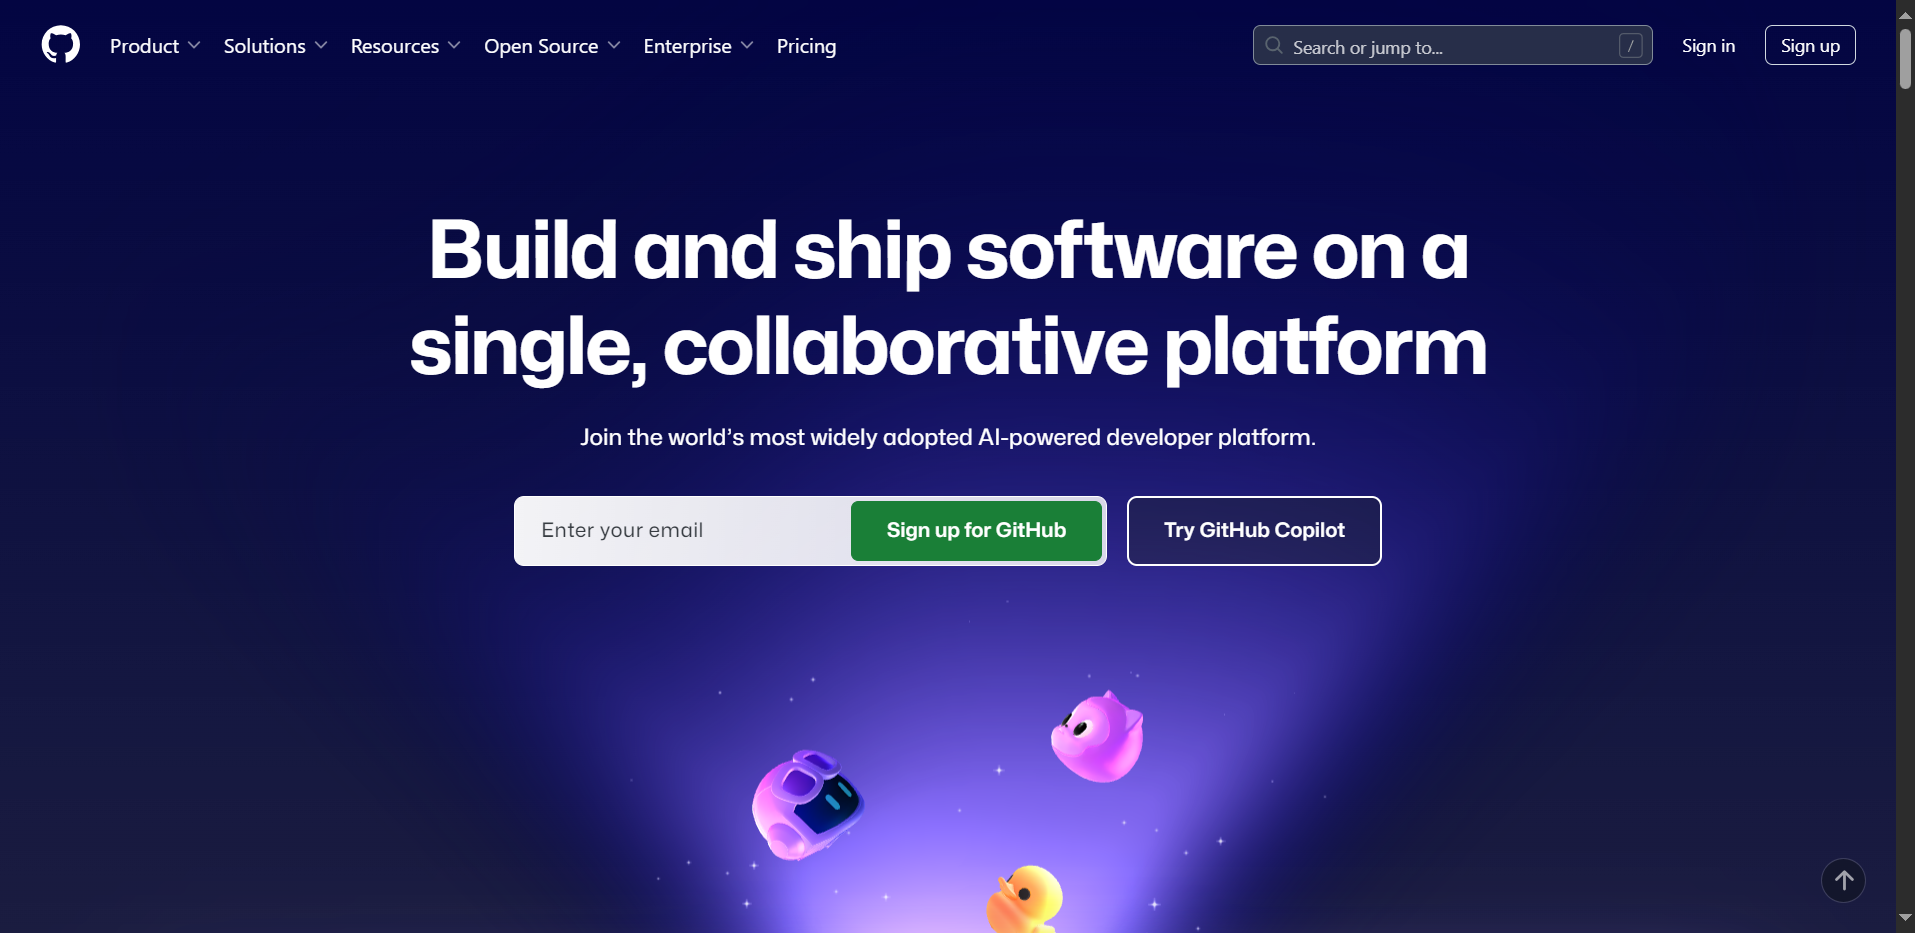 Product Solutions Resources Open Source Enterprise Pricing Search or jump to... / Sign in Sign up
Build and ship software on a
single, collaborative platform
Join the world’s most widely adopted AI-powered developer platform.
Enter your email Sign up for GitHub Try GitHub Copilot